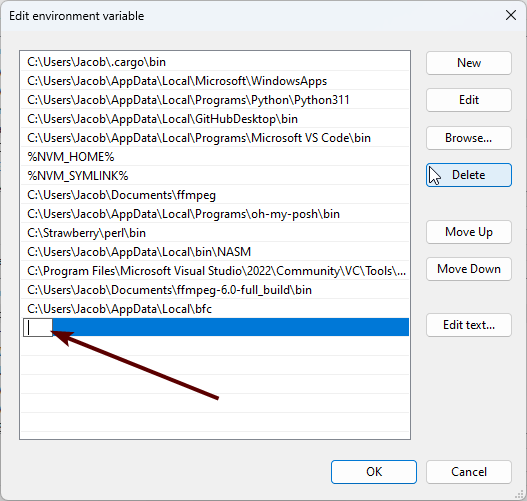 Edit environment variable
C:\Users\Jacob\.cargo\bin
C:\Users\Jacob\AppData\Local\Microsoft\WindowsApps
C:\Users\Jacob\AppData\Local\Programs\Python\Python311
C:\Users\Jacob\AppData\Local\GitHubDesktop\bin
C:\Users\Jacob\AppData\Local\Programs\Microsoft VS Code\bin
%NVM_HOME%
%NVM_SYMLINK%
C:\Users\Jacob\Documents\ffmpeg
C:\Users\Jacob\AppData\Local\Programs\oh-my-posh\bin
C:\Strawberry\perl\bin
C:\Users\Jacob\AppData\Local\bin\NASM
C:\Program Files\Microsoft Visual Studio\2022\Community\VC\Tools\...
C:\Users\Jacob\Documents\ffmpeg-6.0-full_build\bin
C:\Users\Jacob\AppData\Local\bfc
New
Edit
Browse...
Delete
Move Up
Move Down
Edit text...
OK
Cancel